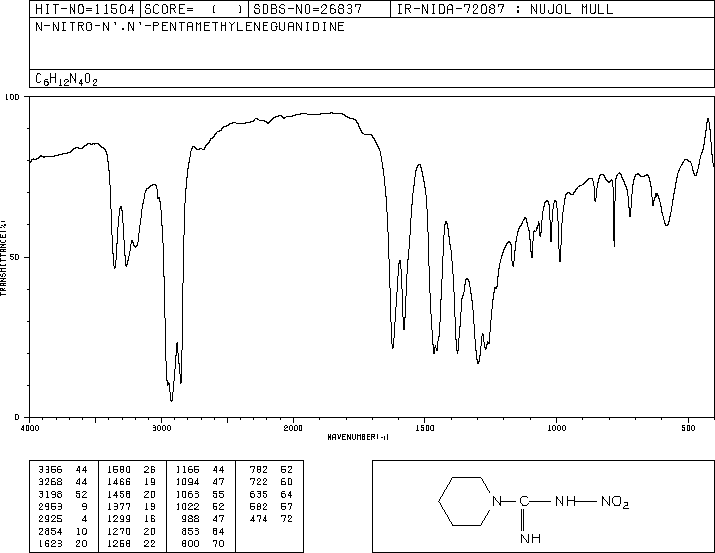 HIT-NO=11504 SCORE= ( ) SDBS-NO=26837 IR-NIDA-72087 : NUJOL MULL
N-NITRO-N'.N'-PENTAMETHYLENEGUANIDINE
C6H12N4O2
100
50
0
TRANSMITTANCE(%)
4000 3000 2000 1500 1000 500
WAVENUMBER(-1)
3356 44 1580 26 1166 44 782 52
3268 44 1466 19 1094 47 722 60
3198 52 1458 20 1063 55 635 64
2953 9 1377 19 1022 52 582 57
2925 4 1299 16 988 47 474 72
2854 10 1270 20 853 64
1623 20 1258 22 800 70
N C NH NO2
NH